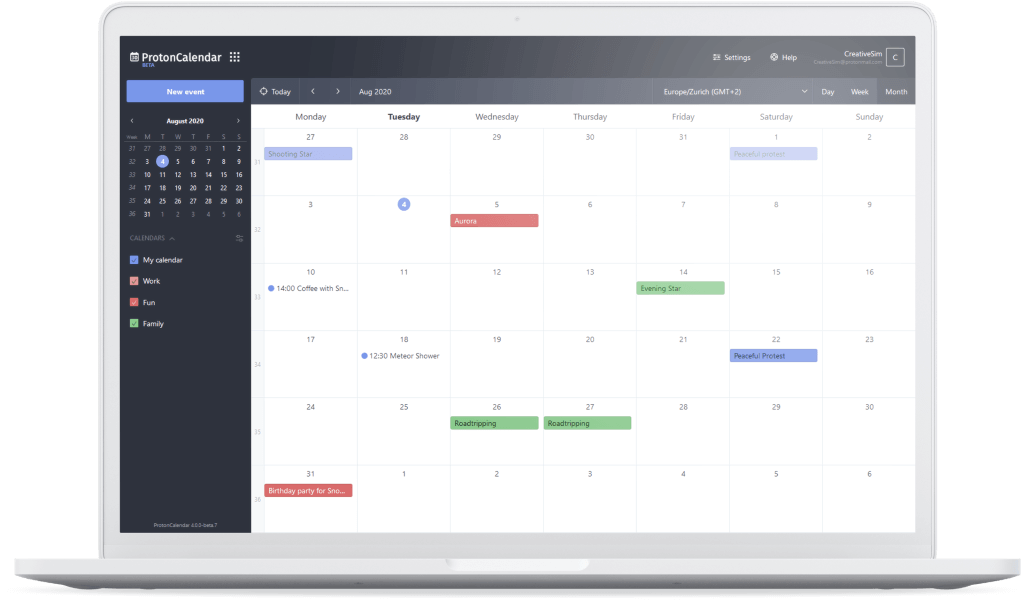 ProtonCalendar
BETA
Settings
Help
CreativeSim
CreativeSim@protonmail.com
C
New event
Today
Aug 2020
Europe/Zurich (GMT+2)
Day Week Month
August 2020
M T W T F S S
31 27 28 29 30 31 1 2
32 3 4 5 6 7 8 9
33 10 11 12 13 14 15 16
34 17 18 19 20 21 22 23
35 24 25 26 27 28 29 30
36 31 1 2 3 4 5 6
CALENDARS
My calendar
Work
Fun
Family
ProtonCalendar 4.0.0-beta.7
Monday Tuesday Wednesday Thursday Friday Saturday Sunday
27 28 29 30 31 1 2
31 Shooting Star Peaceful protest
3 4 5 6 7 8 9
Aurora
32
10 11 12 13 14 15 16
14:00 Coffee with Sn... Evening Star
33
17 18 19 20 21 22 23
12:30 Meteor Shower Peaceful Protest
34
24 25 26 27 28 29 30
Roadtripping Roadtripping
35
31 1 2 3 4 5 6
Birthday party for Sno...
36